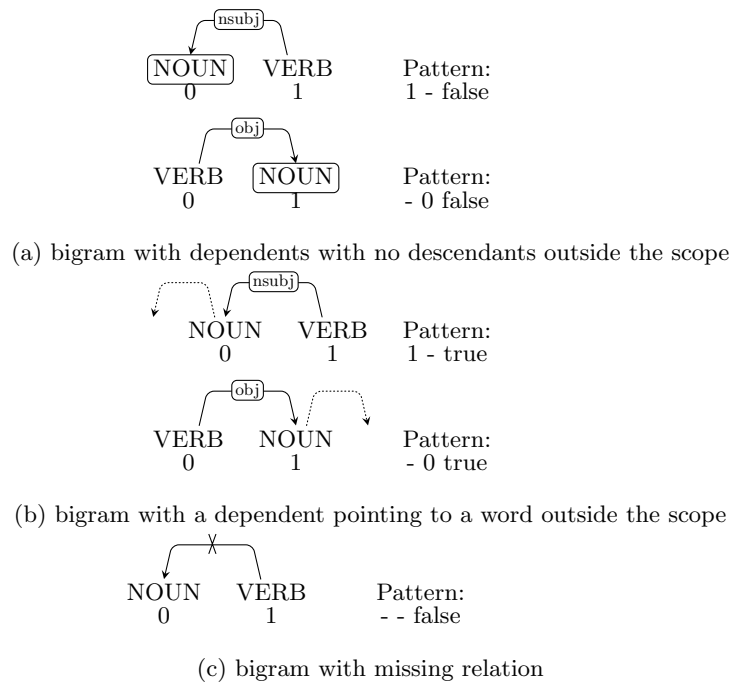 nsubj
NOUN VERB Pattern:
0 1 1 - false
obj
VERB NOUN Pattern:
0 1 - 0 false
(a) bigram with dependents with no descendants outside the scope
nsubj
NOUN VERB Pattern:
0 1 1 - true
obj
VERB NOUN Pattern:
0 1 - 0 true
(b) bigram with a dependent pointing to a word outside the scope
NOUN VERB Pattern:
0 1 - - false
(c) bigram with missing relation